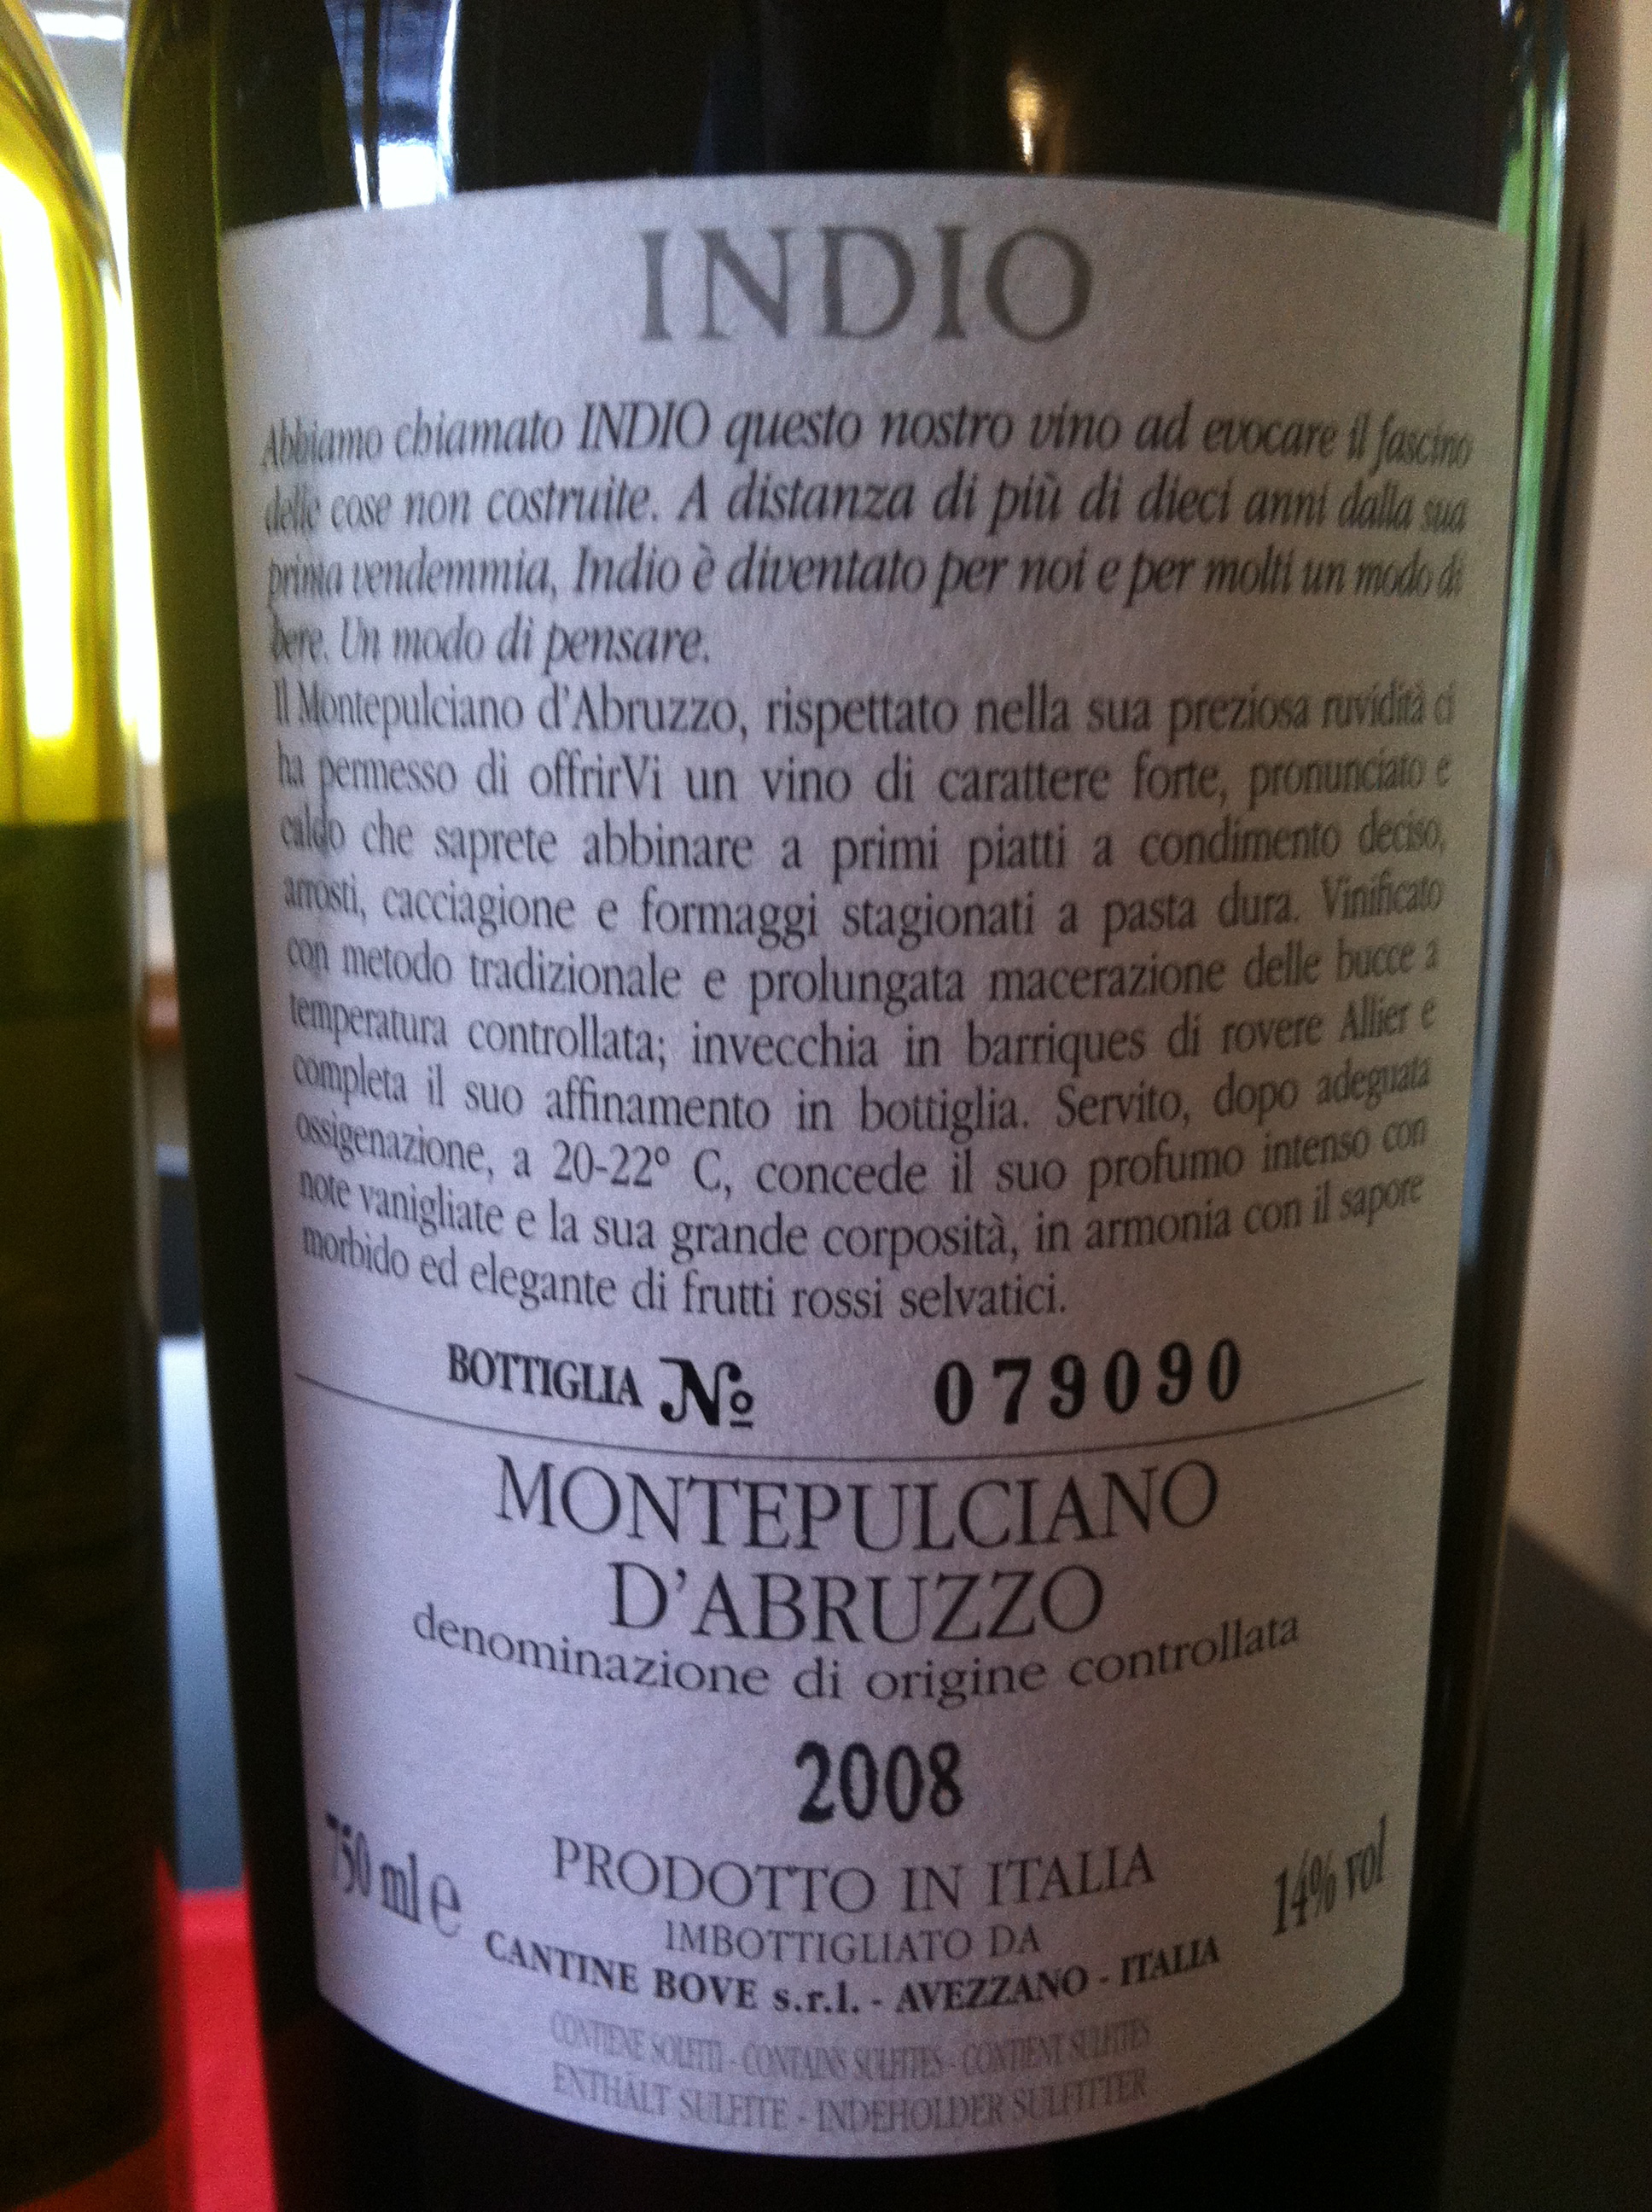 INDIO
Abbiamo chiamato INDIO questo nostro vino ad evocare il fascino
delle cose non costruite. A distanza di più di dieci anni dalla sua
prima vendemmia, Indio è diventato per noi e per molti un modo di
bere. Un modo di pensare.
Il Montepulciano d'Abruzzo, rispettato nella sua preziosa ruvidità ci
ha permesso di offrirVi un vino di carattere forte, pronunciato e
caldo che saprete abbinare a primi piatti a condimento deciso,
arrosti, cacciagione e formaggi stagionati a pasta dura. Vinificato
con metodo tradizionale e prolungata macerazione delle bucce a
temperatura controllata; invecchia in barriques di rovere Allier e
completa il suo affinamento in bottiglia. Servito, dopo adeguata
ossigenazione, a 20-22° C, concede il suo profumo intenso con
note vanigliate e la sua grande corposità, in armonia con il sapore
morbido ed elegante di frutti rossi selvatici.
BOTTIGLIA Nº 079090
MONTEPULCIANO
D'ABRUZZO
denominazione di origine controllata
2008
750 ml e
PRODOTTO IN ITALIA
14% vol
IMBOTTIGLIATO DA
CANTINE BOVE s.r.l. - AVEZZANO - ITALIA
CONTIENE SOLFITI - CONTAINS SULFITES - CONTIENT SULFITES
ENTHÄLT SULFITE - INDEHOLDER SULFITTER